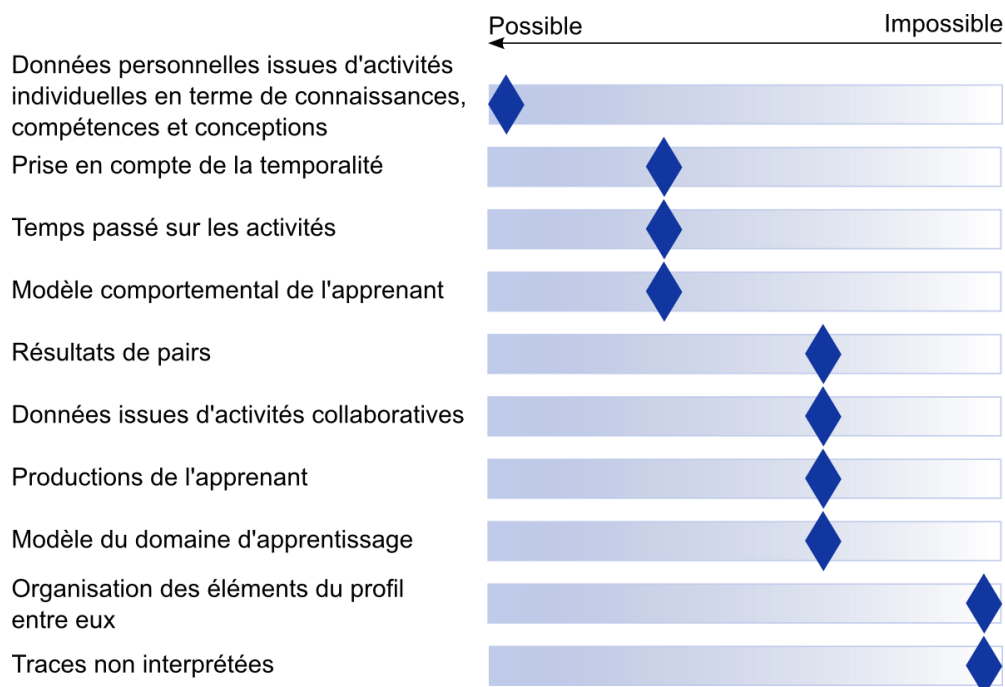 Possible
Impossible
Données personnelles issues d'activités
individuelles en terme de connaissances,
compétences et conceptions
Prise en compte de la temporalité
Temps passé sur les activités
Modèle comportemental de l'apprenant
Résultats de pairs
Données issues d'activités collaboratives
Productions de l'apprenant
Modèle du domaine d'apprentissage
Organisation des éléments du profil
entre eux
Traces non interprétées